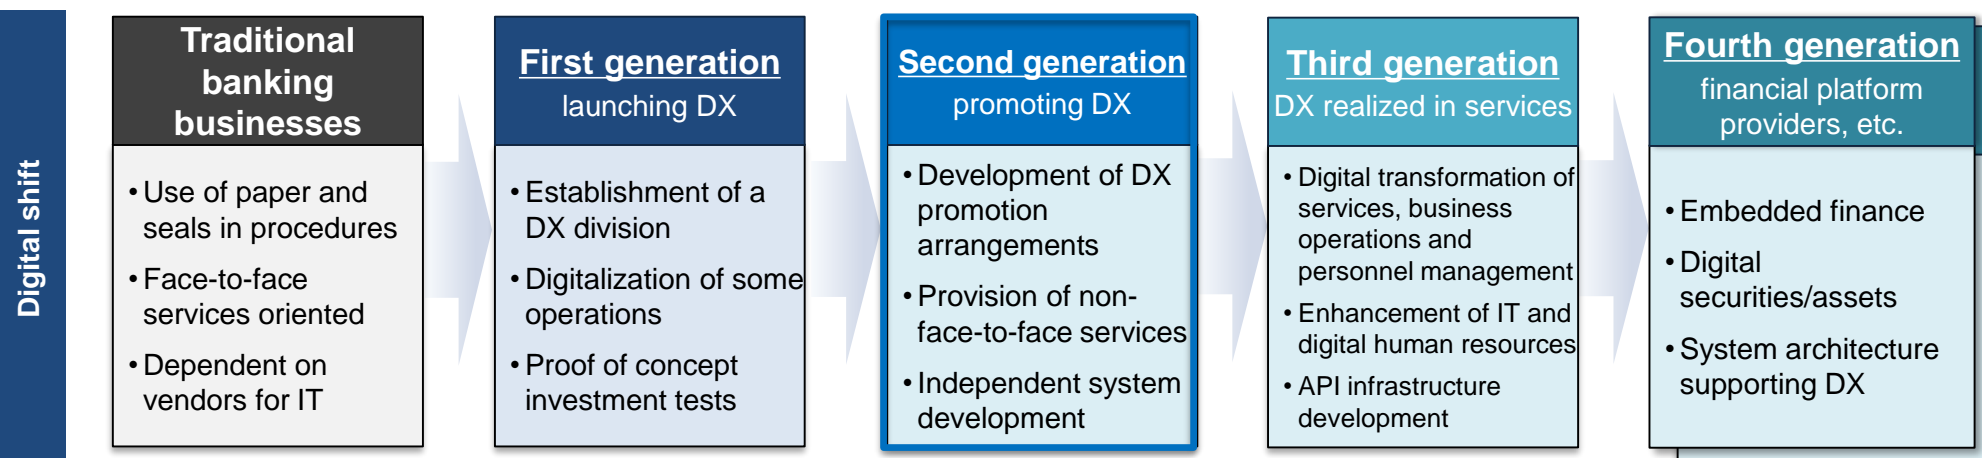 Digital shift
Traditional
banking
businesses
• Use of paper and
seals in procedures
• Face-to-face
services oriented
• Dependent on
vendors for IT
First generation
launching DX
• Establishment of a
DX division
• Digitalization of some
operations
• Proof of concept
investment tests
Second generation
promoting DX
• Development of DX
promotion
arrangements
• Provision of non-
face-to-face services
• Independent system
development
Third generation
DX realized in services
• Digital transformation of
services, business
operations and
personnel management
• Enhancement of IT and
digital human resources
• API infrastructure
development
Fourth generation
financial platform
providers, etc.
• Embedded finance
• Digital
securities/assets
• System architecture
supporting DX